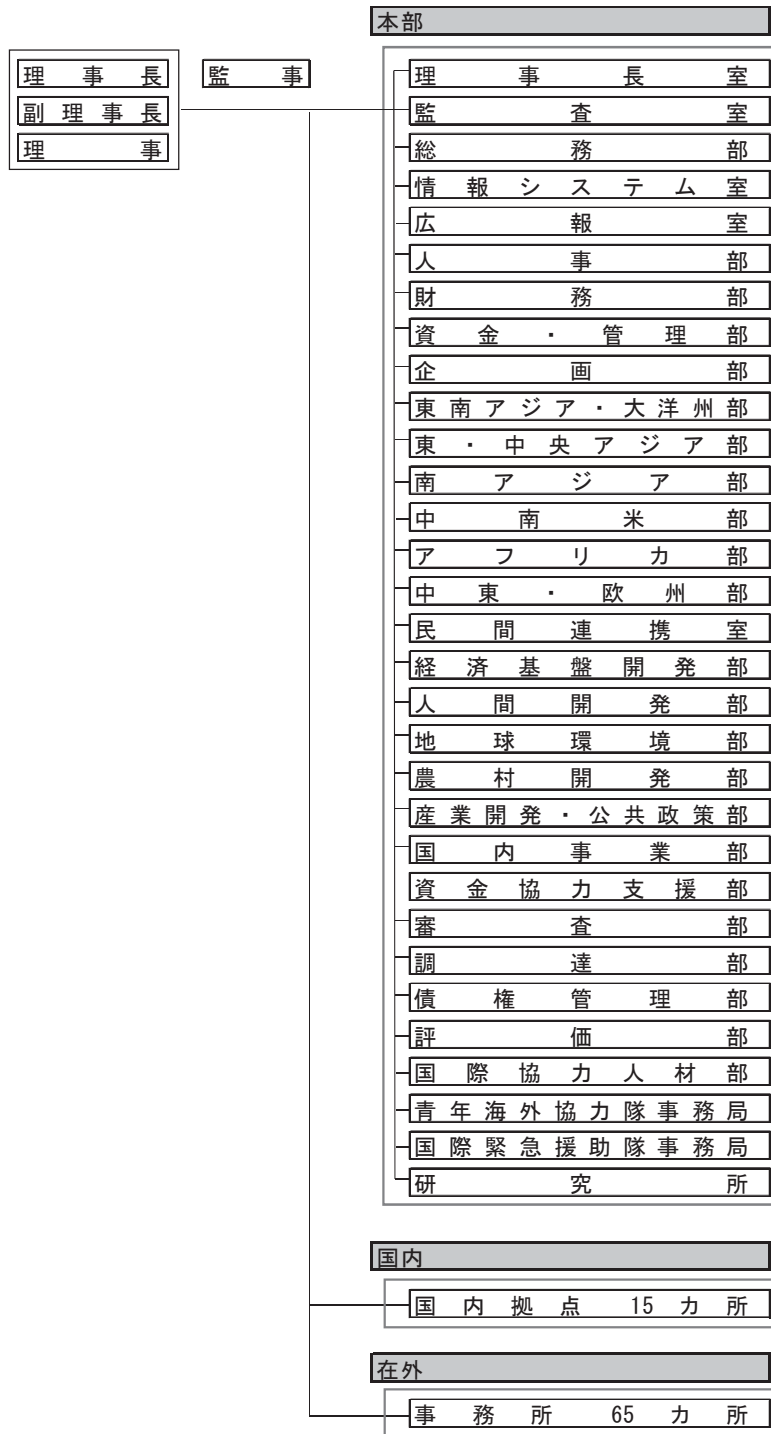 本部
理事長
監事
副理事長
理事
理事長室
監査室
総務部
情報システム室
広報室
人事部
財務部
資金・管理部
企画部
東南アジア・大洋州部
東・中央アジア部
南アジア部
中南米部
アフリカ部
中東・欧州部
民間連携室
経済基盤開発部
人間開発部
地球環境部
農村開発部
産業開発・公共政策部
国内事業部
資金協力支援部
審査部
調達部
債権管理部
評価部
国際協力人材部
青年海外協力隊事務局
国際緊急援助隊事務局
研究所
国内
国内拠点 15カ所
在外
事務所 65カ所